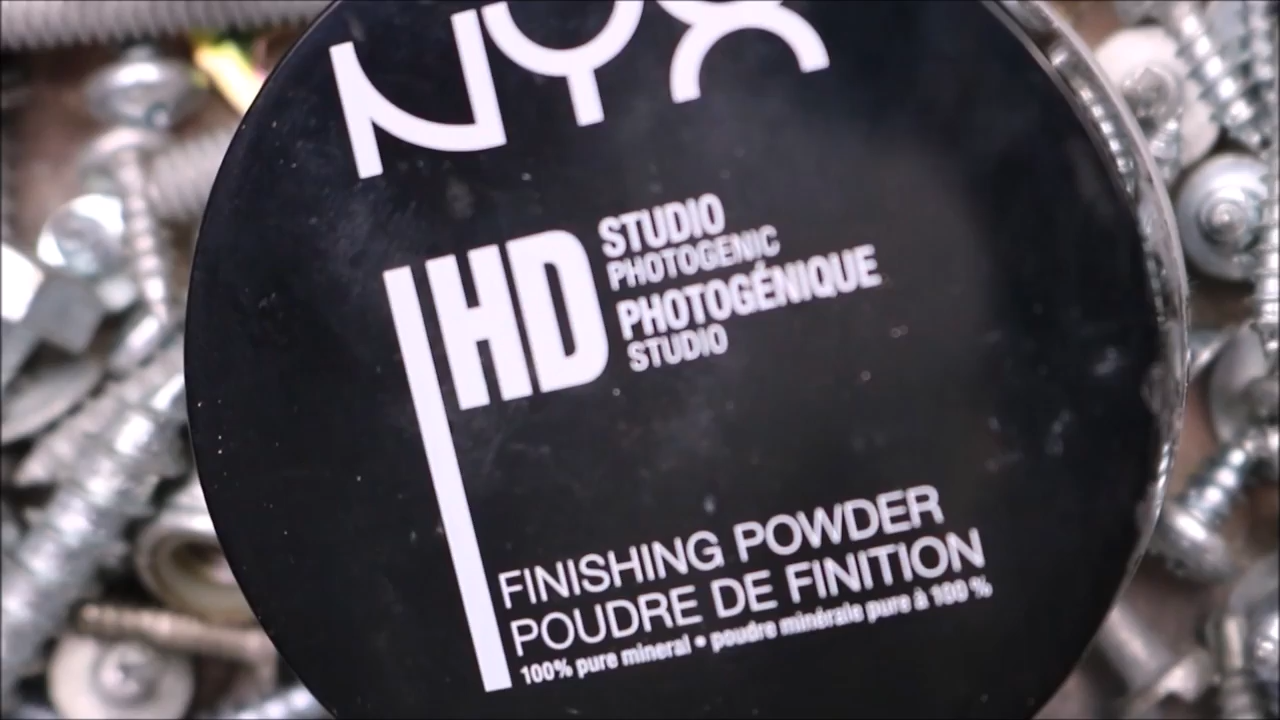 NYX
HD
STUDIO
PHOTOGENIC
PHOTOGÉNIQUE
STUDIO
FINISHING POWDER
POUDRE DE FINITION
100% pure mineral • poudre minérale pure à 100 %